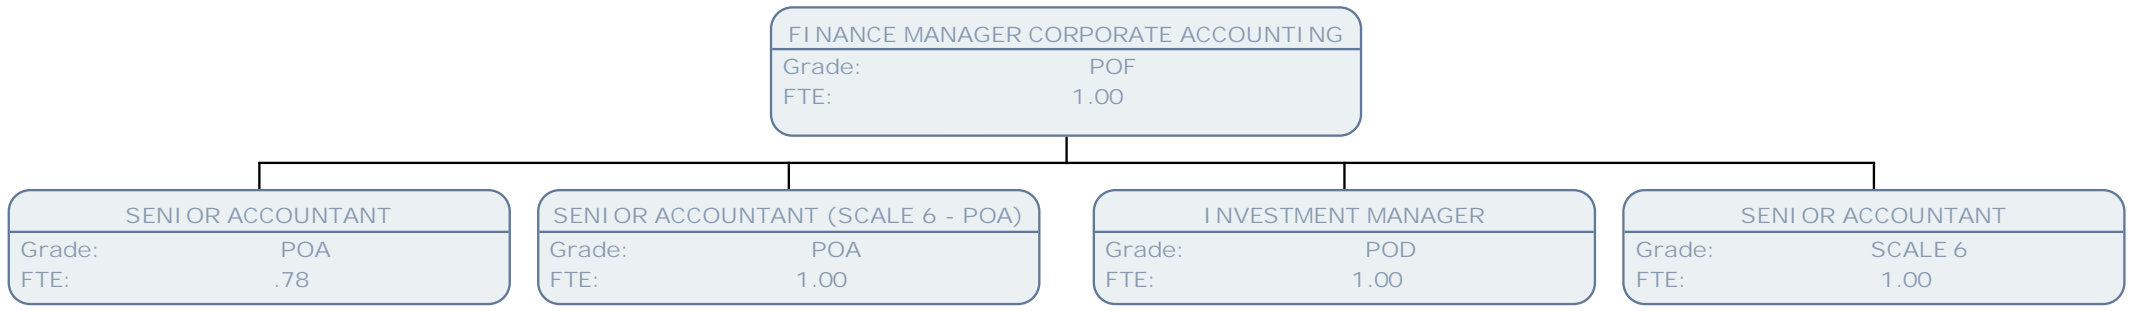 FINANCE MANAGER CORPORATE ACCOUNTING
Grade: POF
FTE: 1.00
SENIOR ACCOUNTANT
Grade: POA
FTE: .78
SENIOR ACCOUNTANT (SCALE 6 - POA)
Grade: POA
FTE: 1.00
INVESTMENT MANAGER
Grade: POD
FTE: 1.00
SENIOR ACCOUNTANT
Grade: SCALE 6
FTE: 1.00